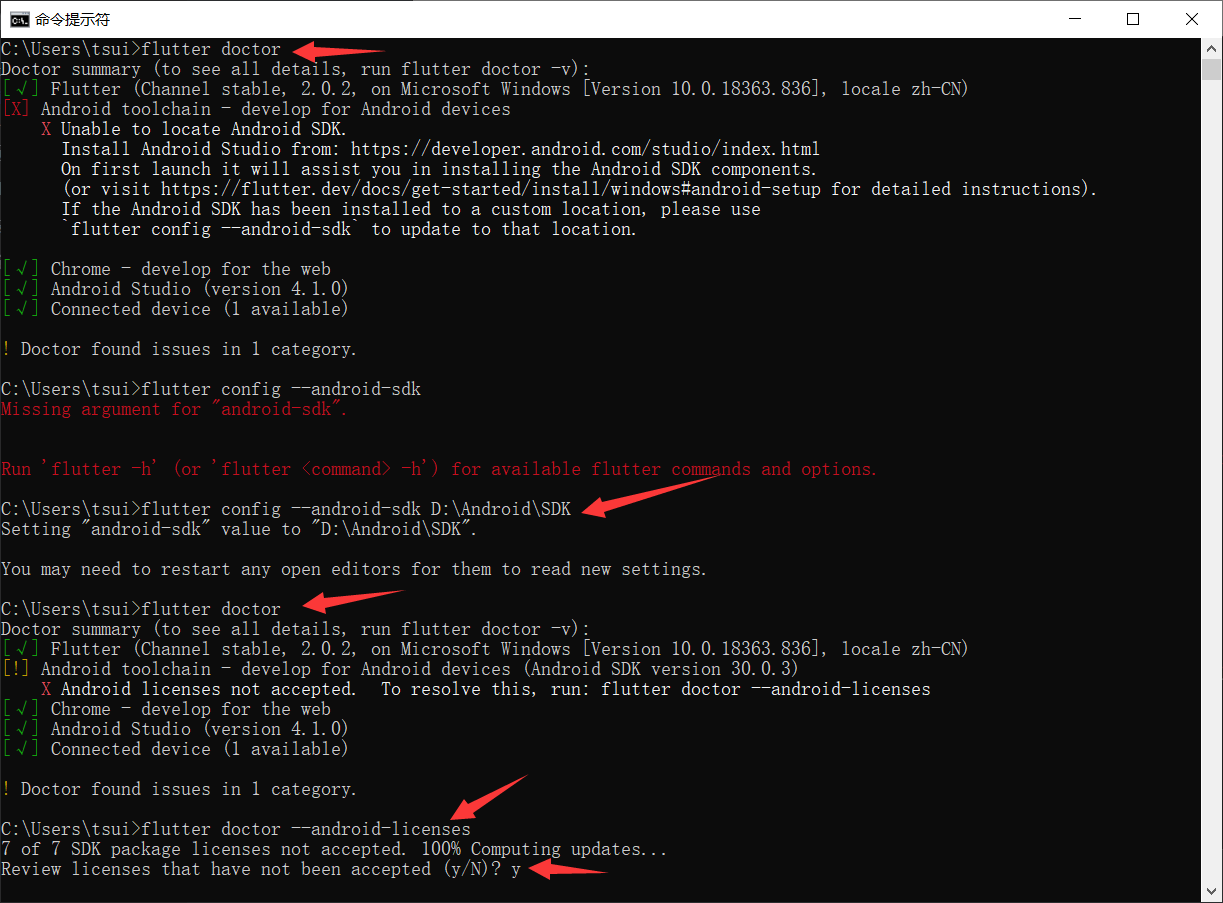 命令提示符
C:\Users\tsui>flutter doctor
Doctor summary (to see all details, run flutter doctor -v):
[√] Flutter (Channel stable, 2.0.2, on Microsoft Windows [Version 10.0.18363.836], locale zh-CN)
[X] Android toolchain - develop for Android devices
X Unable to locate Android SDK.
Install Android Studio from: https://developer.android.com/studio/index.html
On first launch it will assist you in installing the Android SDK components.
(or visit https://flutter.dev/docs/get-started/install/windows#android-setup for detailed instructions).
If the Android SDK has been installed to a custom location, please use
`flutter config --android-sdk` to update to that location.
[√] Chrome - develop for the web
[√] Android Studio (version 4.1.0)
[√] Connected device (1 available)
! Doctor found issues in 1 category.
C:\Users\tsui>flutter config --android-sdk
Missing argument for "android-sdk".
Run 'flutter -h' (or 'flutter <command> -h') for available flutter commands and options.
C:\Users\tsui>flutter config --android-sdk D:\Android\SDK
Setting "android-sdk" value to "D:\Android\SDK".
You may need to restart any open editors for them to read new settings.
C:\Users\tsui>flutter doctor
Doctor summary (to see all details, run flutter doctor -v):
[√] Flutter (Channel stable, 2.0.2, on Microsoft Windows [Version 10.0.18363.836], locale zh-CN)
[!] Android toolchain - develop for Android devices (Android SDK version 30.0.3)
X Android licenses not accepted.  To resolve this, run: flutter doctor --android-licenses
[√] Chrome - develop for the web
[√] Android Studio (version 4.1.0)
[√] Connected device (1 available)
! Doctor found issues in 1 category.
C:\Users\tsui>flutter doctor --android-licenses
7 of 7 SDK package licenses not accepted. 100% Computing updates...
Review licenses that have not been accepted (y/N)? y